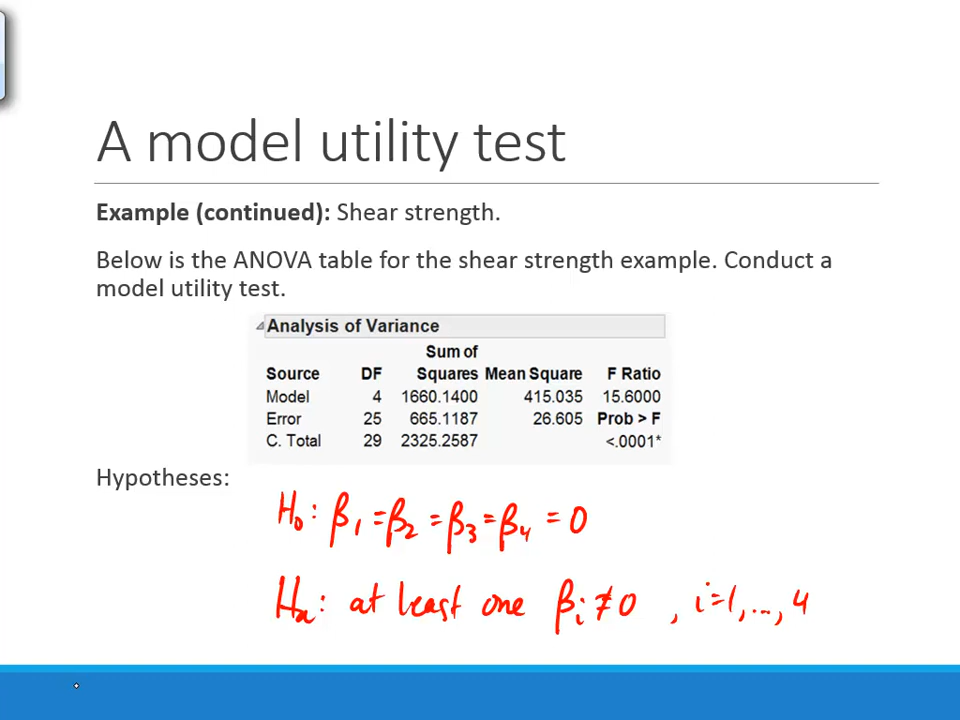 A model utility test
Example (continued): Shear strength.
Below is the ANOVA table for the shear strength example. Conduct a
model utility test.
Analysis of Variance
Sum of
Source DF Squares Mean Square F Ratio
Model 4 1660.1400 415.035 15.6000
Error 25 665.1187 26.605 Prob > F
C. Total 29 2325.2587 <.0001*
Hypotheses:
H₀: β₁ = β₂ = β₃ = β₄ = 0
Hₐ: at least one βᵢ ≠ 0 , i=1, ..., 4